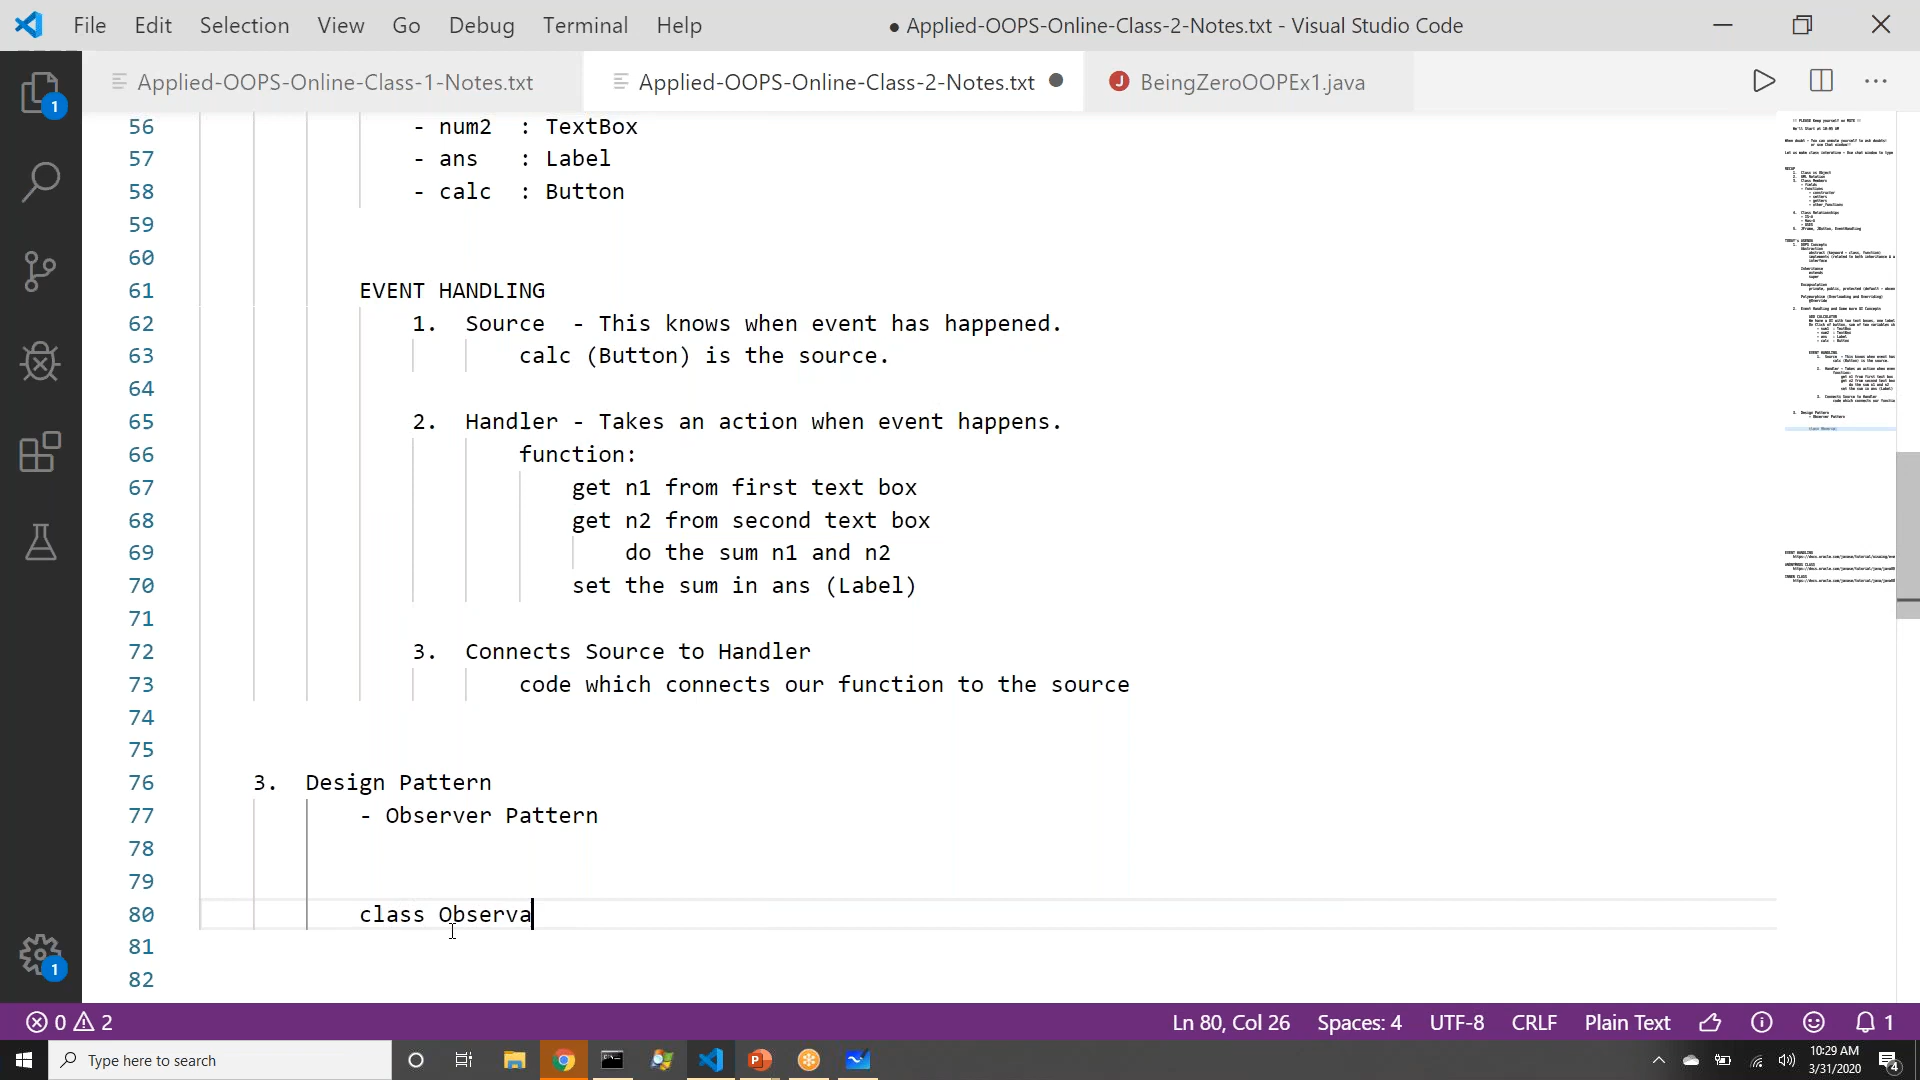 File Edit Selection View Go Debug Terminal Help ● Applied-OOPS-Online-Class-2-Notes.txt - Visual Studio Code
Applied-OOPS-Online-Class-1-Notes.txt Applied-OOPS-Online-Class-2-Notes.txt J BeingZeroOOPEx1.java
1
56 - num2 : TextBox
57 - ans : Label
58 - calc : Button
59
60
61 EVENT HANDLING
62 1. Source - This knows when event has happened.
63 calc (Button) is the source.
64
65 2. Handler - Takes an action when event happens.
66 function:
67 get n1 from first text box
68 get n2 from second text box
69 do the sum n1 and n2
70 set the sum in ans (Label)
71
72 3. Connects Source to Handler
73 code which connects our function to the source
74
75
76 3. Design Pattern
77 - Observer Pattern
78
79
80 class Observa
81
82
1
0 2 Ln 80, Col 26 Spaces: 4 UTF-8 CRLF Plain Text 1
Type here to search 10:29 AM
3/31/2020 4